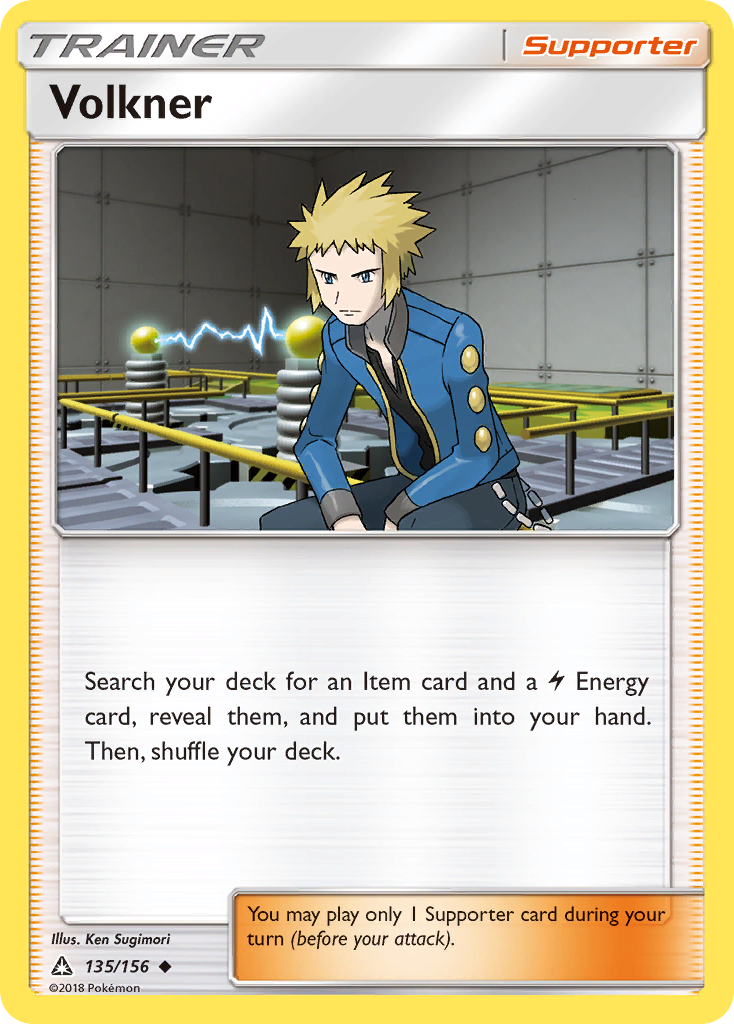 TRAINER
Supporter
Volkner
Search your deck for an Item card and a Energy
card, reveal them, and put them into your hand.
Then, shuffle your deck.
You may play only 1 Supporter card during your
turn (before your attack).
Illus. Ken Sugimori
135/156
©2018 Pokémon